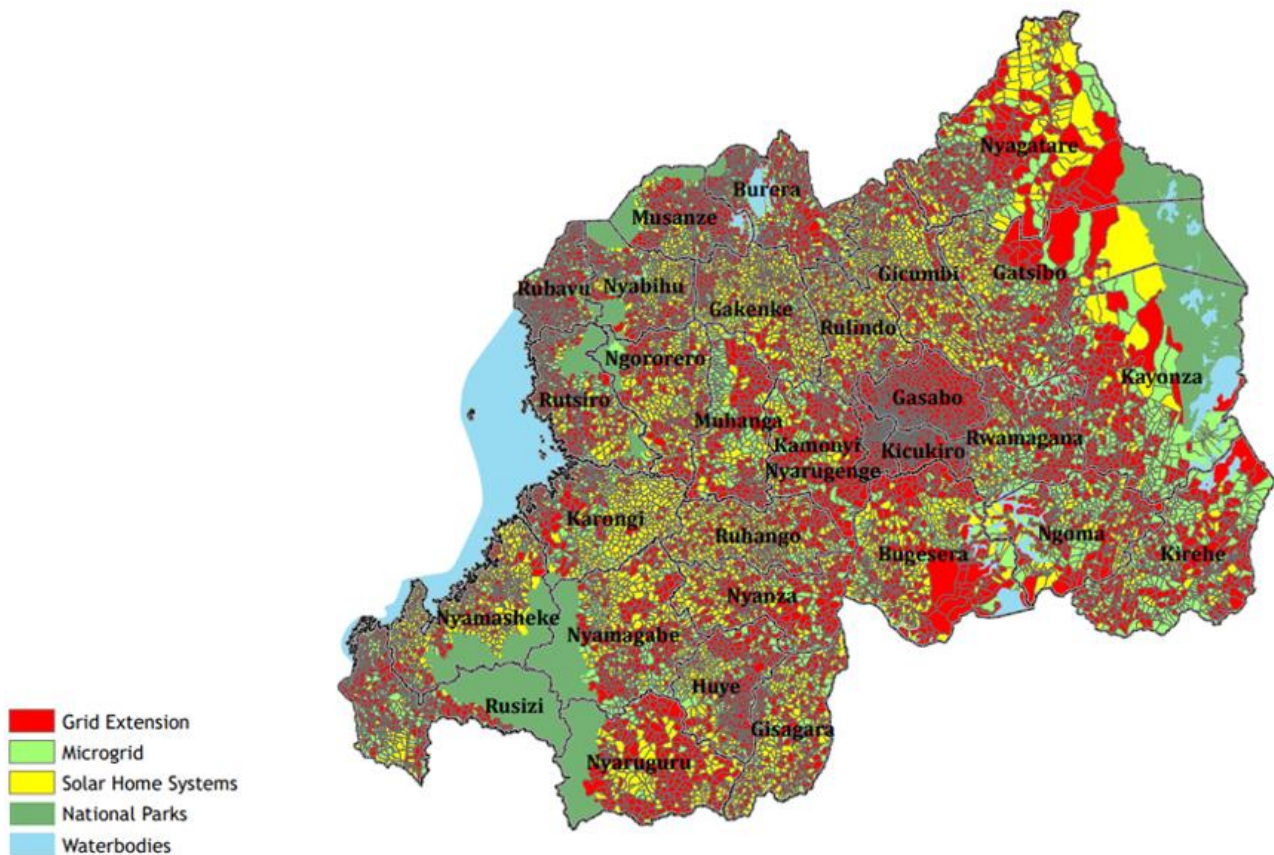 Nyagatare
Burera
Musanze
Gicumbi
Gatsibo
Rubavu
Nyabihu
Gakenke
Rulindo
Ngororero
Kayonza
Gasabo
Rutsiro
Muhanga
Kamonyi
Kicukiro
Rwamagana
Nyarugenge
Karongi
Ruhango
Bugesera
Ngoma
Kirehe
Nyanza
Nyamasheke
Nyamagabe
Huye
Rusizi
Gisagara
Nyaruguru
Grid Extension
Microgrid
Solar Home Systems
National Parks
Waterbodies